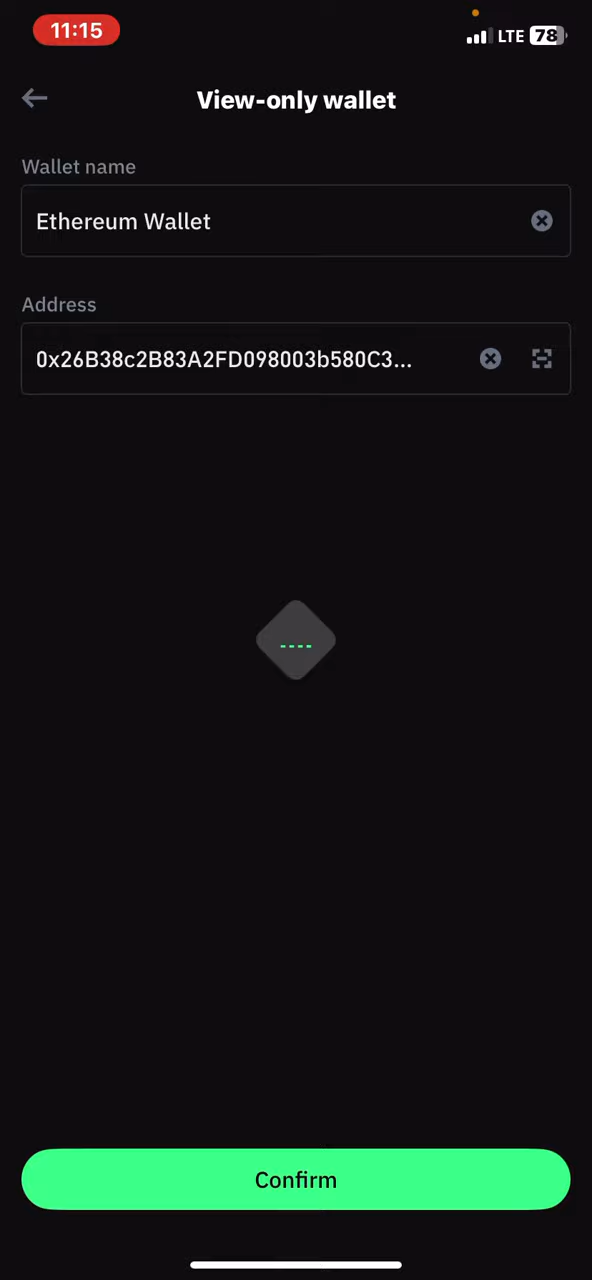 11:15
LTE 78
View-only wallet
Wallet name
Ethereum Wallet
Address
0x26B38c2B83A2FD098003b580C3...
Confirm